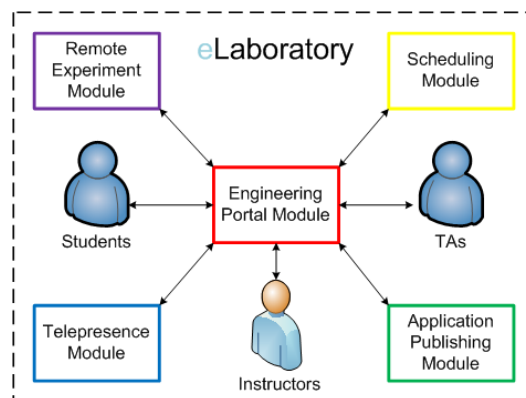 Remote
Experiment
Module
eLaboratory
Scheduling
Module
Engineering
Portal Module
Students
TAs
Telepresence
Module
Instructors
Application
Publishing
Module